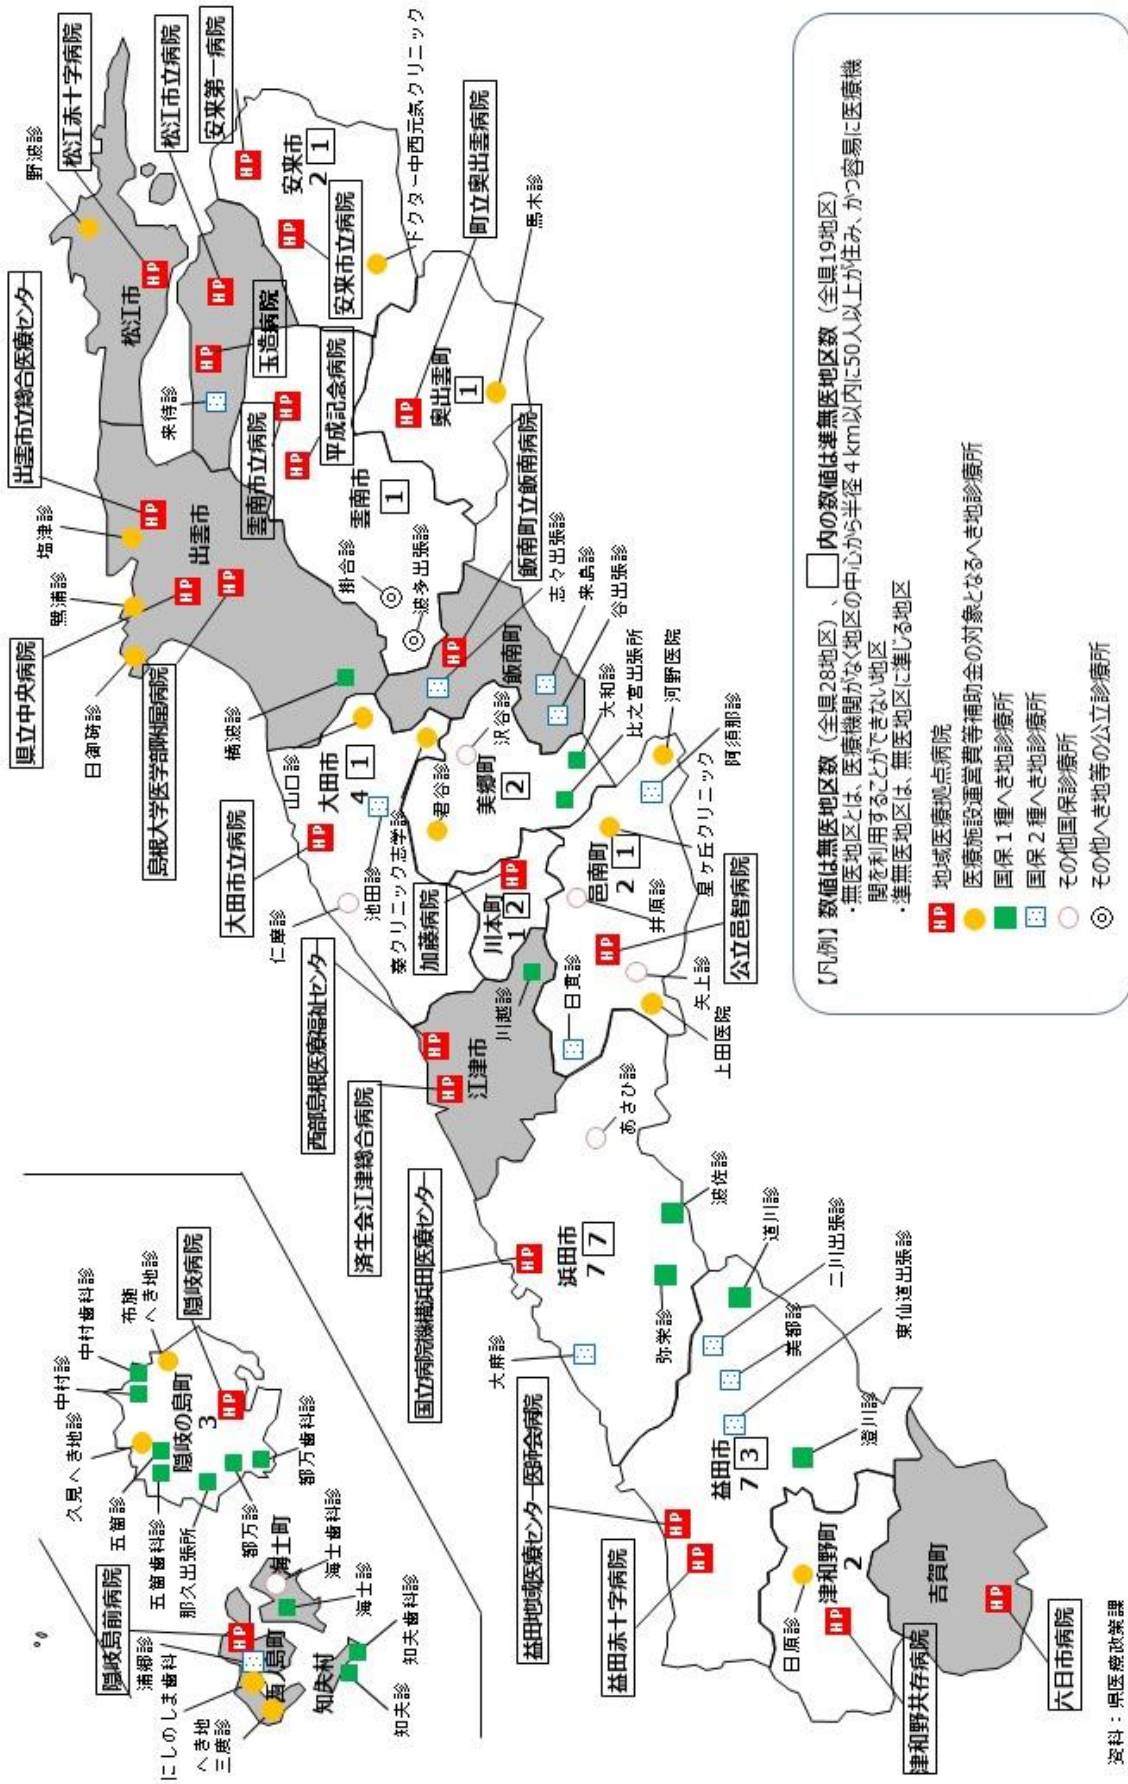 野波診
松江赤十字病院
松江市立病院
安来第一病院
出雲市立総合医療センター
松江市
安来市
2 1
安来市立病院
ドクター中西元気クリニック
町立奥出雲病院
馬木診
来待診
玉造病院
雲南市立病院
平成記念病院
奥出雲町
1
塩津診
出雲市
雲南市
1
掛合診
波多出張診
飯南町立飯南病院
志々出張診
来島診
谷出張診
飯南町
県立中央病院
島根大学医学部附属病院
日御碕診
橋波診
山口診
大田市
4 1
大田市立病院
仁摩診
池田診
秦クリニック志学診
君谷診
沢谷診
美郷町
2
大和診
比之宮出張所
河野医院
阿須那診
星ヶ丘クリニック
邑南町
2 1
井原診
公立邑智病院
矢上診
上田医院
日貫診
加藤病院
川本町
1 2
川越診
西部島根医療福祉センター
済生会江津総合病院
江津市
あさひ診
国立病院機構浜田医療センター
浜田市
7 7
波佐診
弥栄診
大麻診
道川診
二川出張診
美都診
東仙道出張診
益田地域医療センター医師会病院
益田赤十字病院
益田市
7 3
澄川診
日原診
津和野町
2
津和野共存病院
吉賀町
六日市病院
中村歯科診
中村診
布施
へき地診
隠岐病院
久見へき地診
隠岐の島町
3
五箇診
五箇歯科診
那久出張所
都万診
都万歯科診
隠岐島前病院
浦郷診
にしのしま歯科
へき地
三度診
海士町
海士歯科診
海士診
知夫村
知夫歯科診
知夫診
【凡例】数値は無医地区数(全県28地区)、□内の数値は準無医地区数(全県19地区)
・無医地区とは、医療機関がなく地区の中心から半径4km以内に50人以上が住み、かつ容易に医療機
関を利用することができない地区
・準無医地区は、無医地区に準じる地区
HP 地域医療拠点病院
医療施設運営費等補助金の対象となるへき地診療所
国保1種へき地診療所
国保2種へき地診療所
その他国保診療所
その他へき地等の公立診療所
資料:県医療政策課